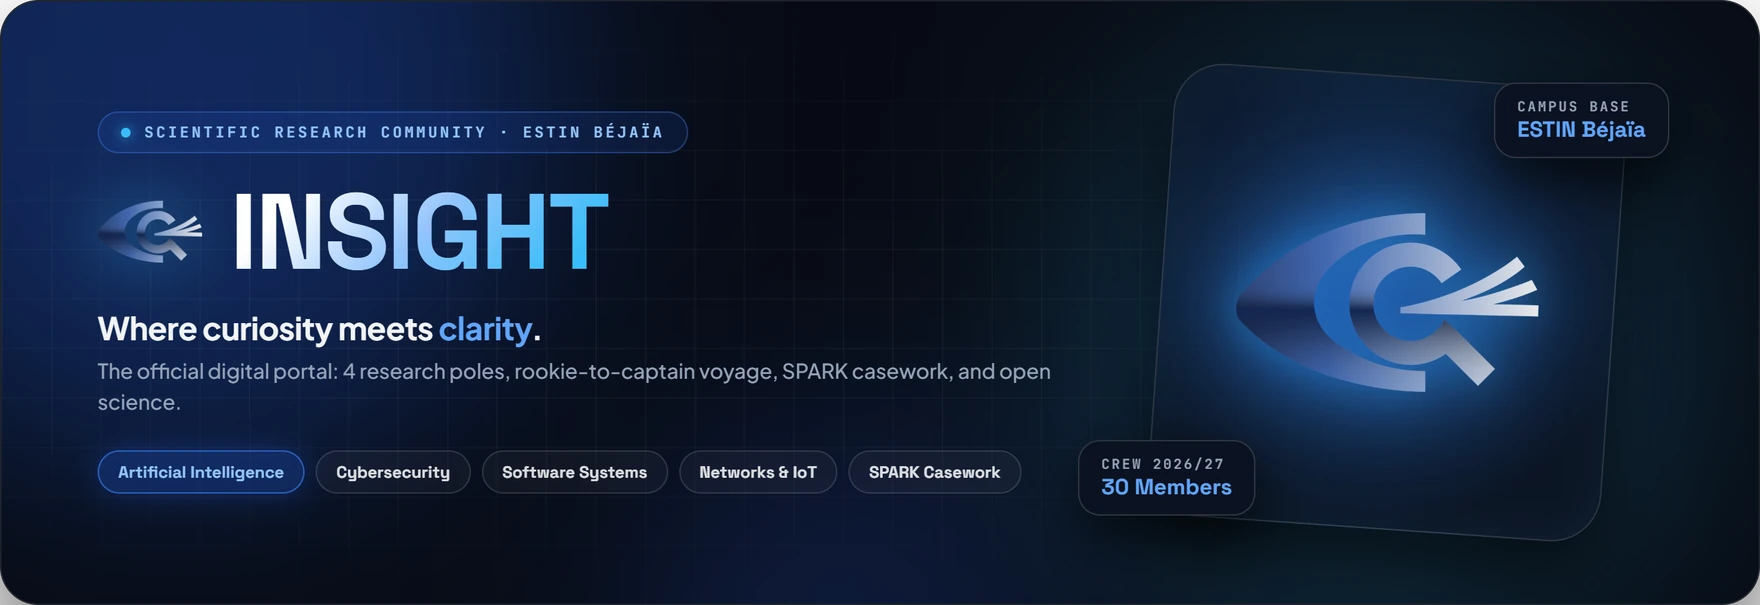 SCIENTIFIC RESEARCH COMMUNITY · ESTIN BÉJAÏA
INSIGHT
Where curiosity meets clarity.
The official digital portal: 4 research poles, rookie-to-captain voyage, SPARK casework, and open
science.
Artificial Intelligence
Cybersecurity
Software Systems
Networks & IoT
SPARK Casework
CAMPUS BASE
ESTIN Béjaïa
CREW 2026/27
30 Members